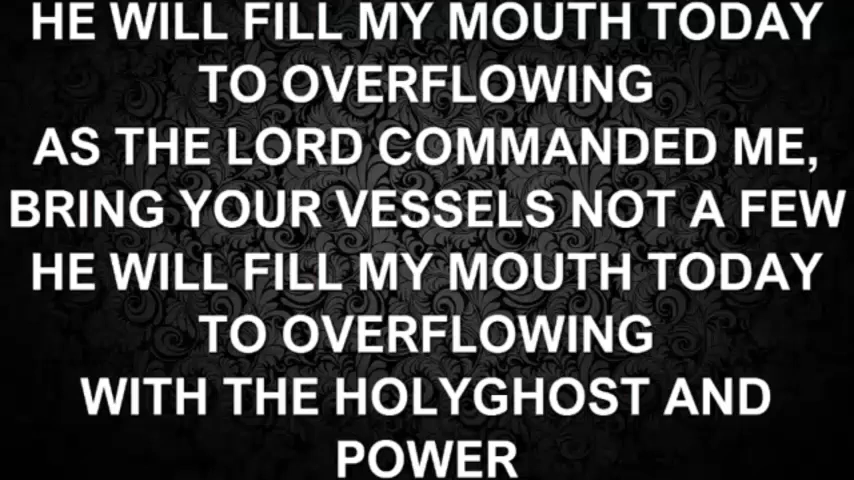 HE WILL FILL MY MOUTH TODAY
TO OVERFLOWING
AS THE LORD COMMANDED ME,
BRING YOUR VESSELS NOT A FEW
HE WILL FILL MY MOUTH TODAY
TO OVERFLOWING
WITH THE HOLYGHOST AND
POWER